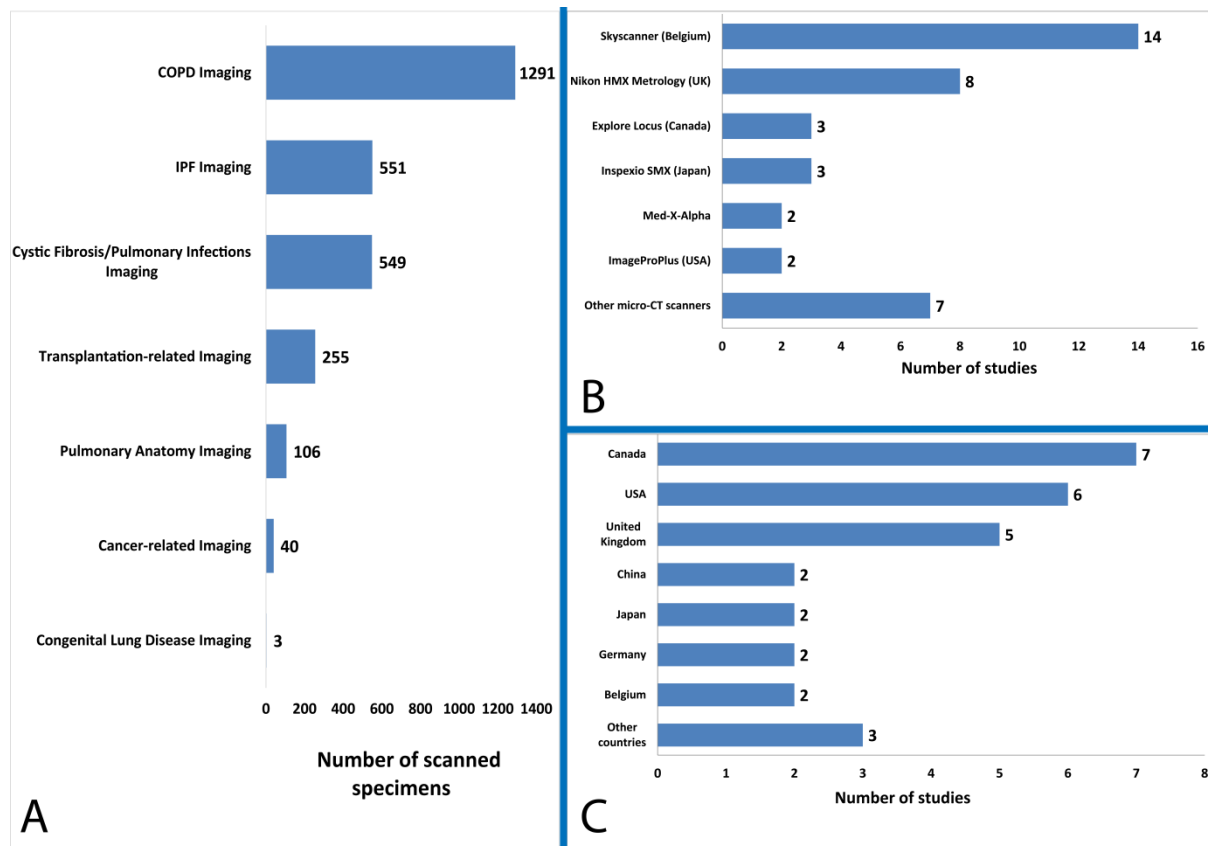 COPD Imaging
1291
IPF Imaging
551
Cystic Fibrosis/Pulmonary Infections
Imaging
549
Transplantation-related Imaging
255
Pulmonary Anatomy Imaging
106
Cancer-related Imaging
40
Congenital Lung Disease Imaging
3
0 200 400 600 800 1000 1200 1400
Number of scanned
specimens
A
Skyscanner (Belgium)
14
Nikon HMX Metrology (UK)
8
Explore Locus (Canada)
3
Inspexio SMX (Japan)
3
Med-X-Alpha
2
ImageProPlus (USA)
2
Other micro-CT scanners
7
0 2 4 6 8 10 12 14 16
Number of studies
B
Canada
7
USA
6
United
Kingdom
5
China
2
Japan
2
Germany
2
Belgium
2
Other
countries
3
0 1 2 3 4 5 6 7 8
Number of studies
C